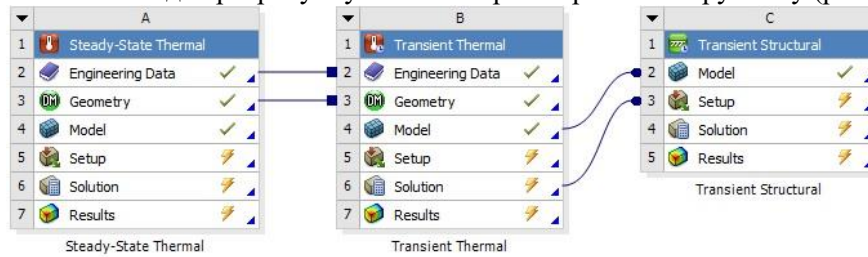 A
1 Steady-State Thermal
2 Engineering Data
3 Geometry
4 Model
5 Setup
6 Solution
7 Results
Steady-State Thermal
B
1 Transient Thermal
2 Engineering Data
3 Geometry
4 Model
5 Setup
6 Solution
7 Results
Transient Thermal
C
1 Transient Structural
2 Model
3 Setup
4 Solution
5 Results
Transient Structural